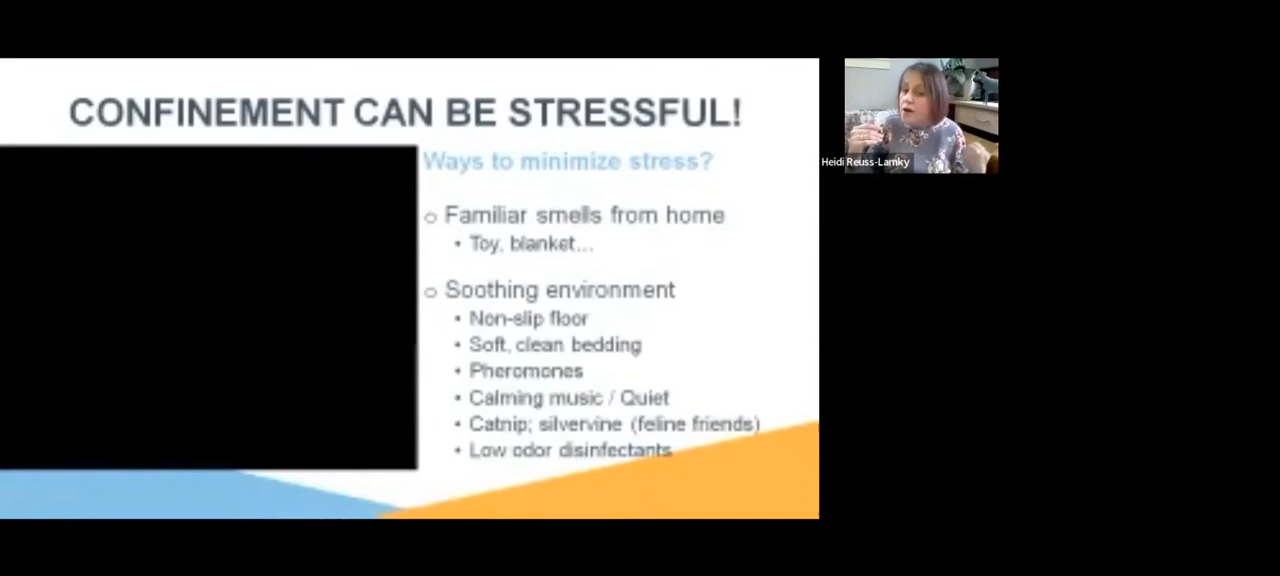 CONFINEMENT CAN BE STRESSFUL!
Ways to minimize stress?
o Familiar smells from home
• Toy, blanket...
o Soothing environment
• Non-slip floor
• Soft, clean bedding
• Pheromones
• Calming music / Quiet
• Catnip; silvervine (feline friends)
• Low odor disinfectants
Heidi Reuss-Lamky